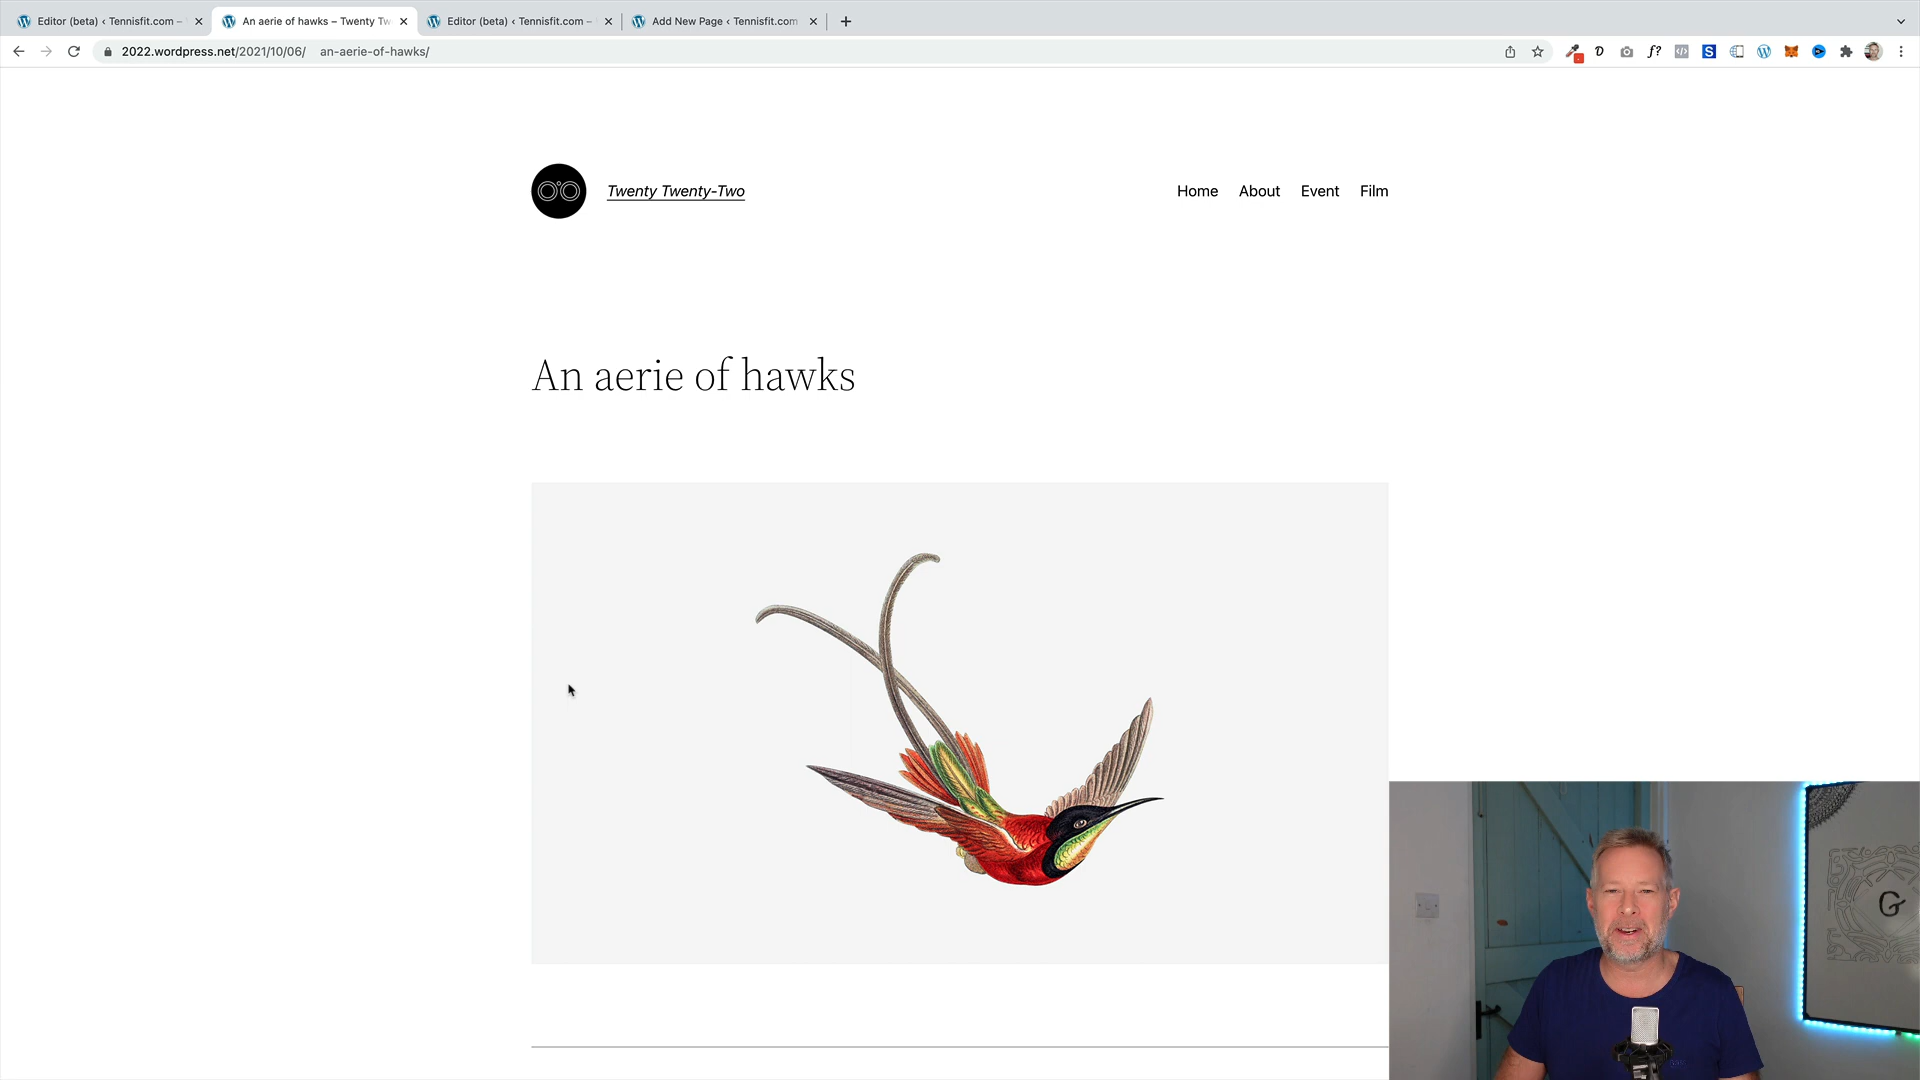 Editor (beta) ‹ Tennisfit.com –
An aerie of hawks – Twenty Tw
Editor (beta) ‹ Tennisfit.com –
Add New Page ‹ Tennisfit.com
2022.wordpress.net/2021/10/06/ an-aerie-of-hawks/
Twenty Twenty-Two
Home About Event Film
An aerie of hawks
G